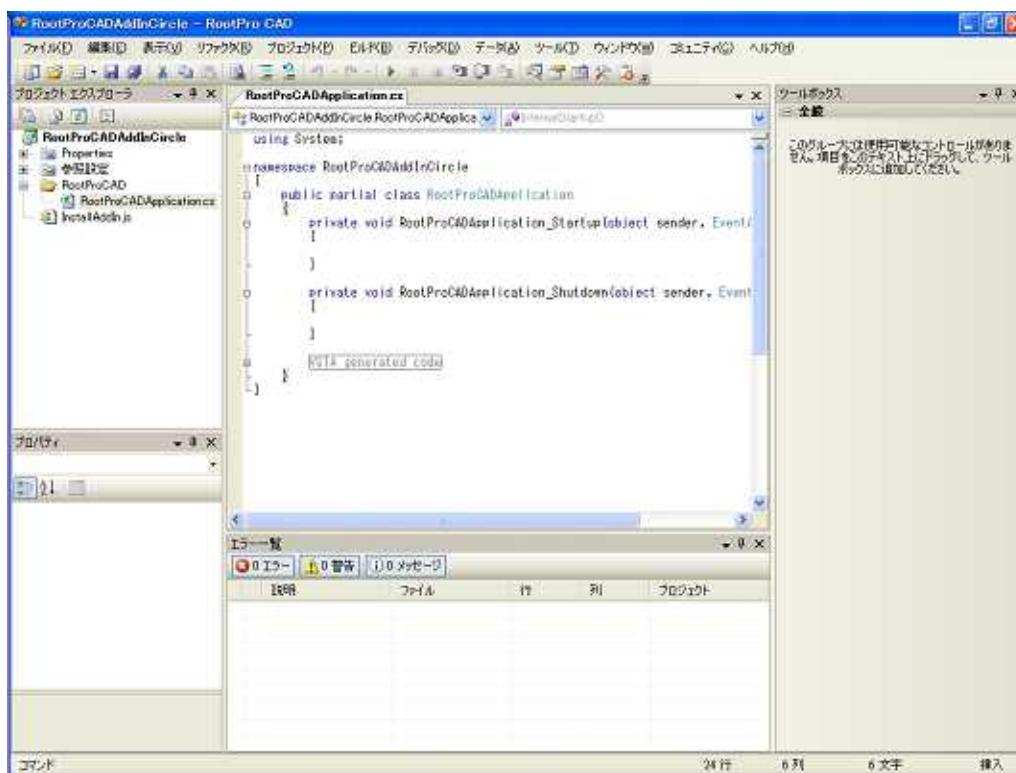 RootProCADAddInCircle - RootPro CAD
ファイル(F) 編集(E) 表示(V) リファクタ(R) プロジェクト(P) ビルド(B) デバッグ(D) データ(A) ツール(T) ウィンドウ(W) コミュニティ(C) ヘルプ(H)
プロジェクト エクスプローラ
RootProCADAddInCircle
Properties
参照設定
RootProCAD
RootProCADApplication.cs
InstallAddIn.js
プロパティ
RootProCADApplication.cs
RootProCADAddInCircle.RootProCADApplica
InternalStartup()
using System;
namespace RootProCADAddInCircle
{
public partial class RootProCADApplication
{
private void RootProCADApplication_Startup(object sender, EventA
{
}
private void RootProCADApplication_Shutdown(object sender, Event
{
}
VSTA generated code
}
}
エラー一覧
0 エラー 0 警告 0 メッセージ
説明 ファイル 行 列 プロジェクト
ツールボックス
全般
このグループには使用可能なコントロールがありま
せん。項目をこのテキスト上にドラッグして、ツール
ボックスに追加してください。
コマンド 24 行 6 列 6 文字 挿入